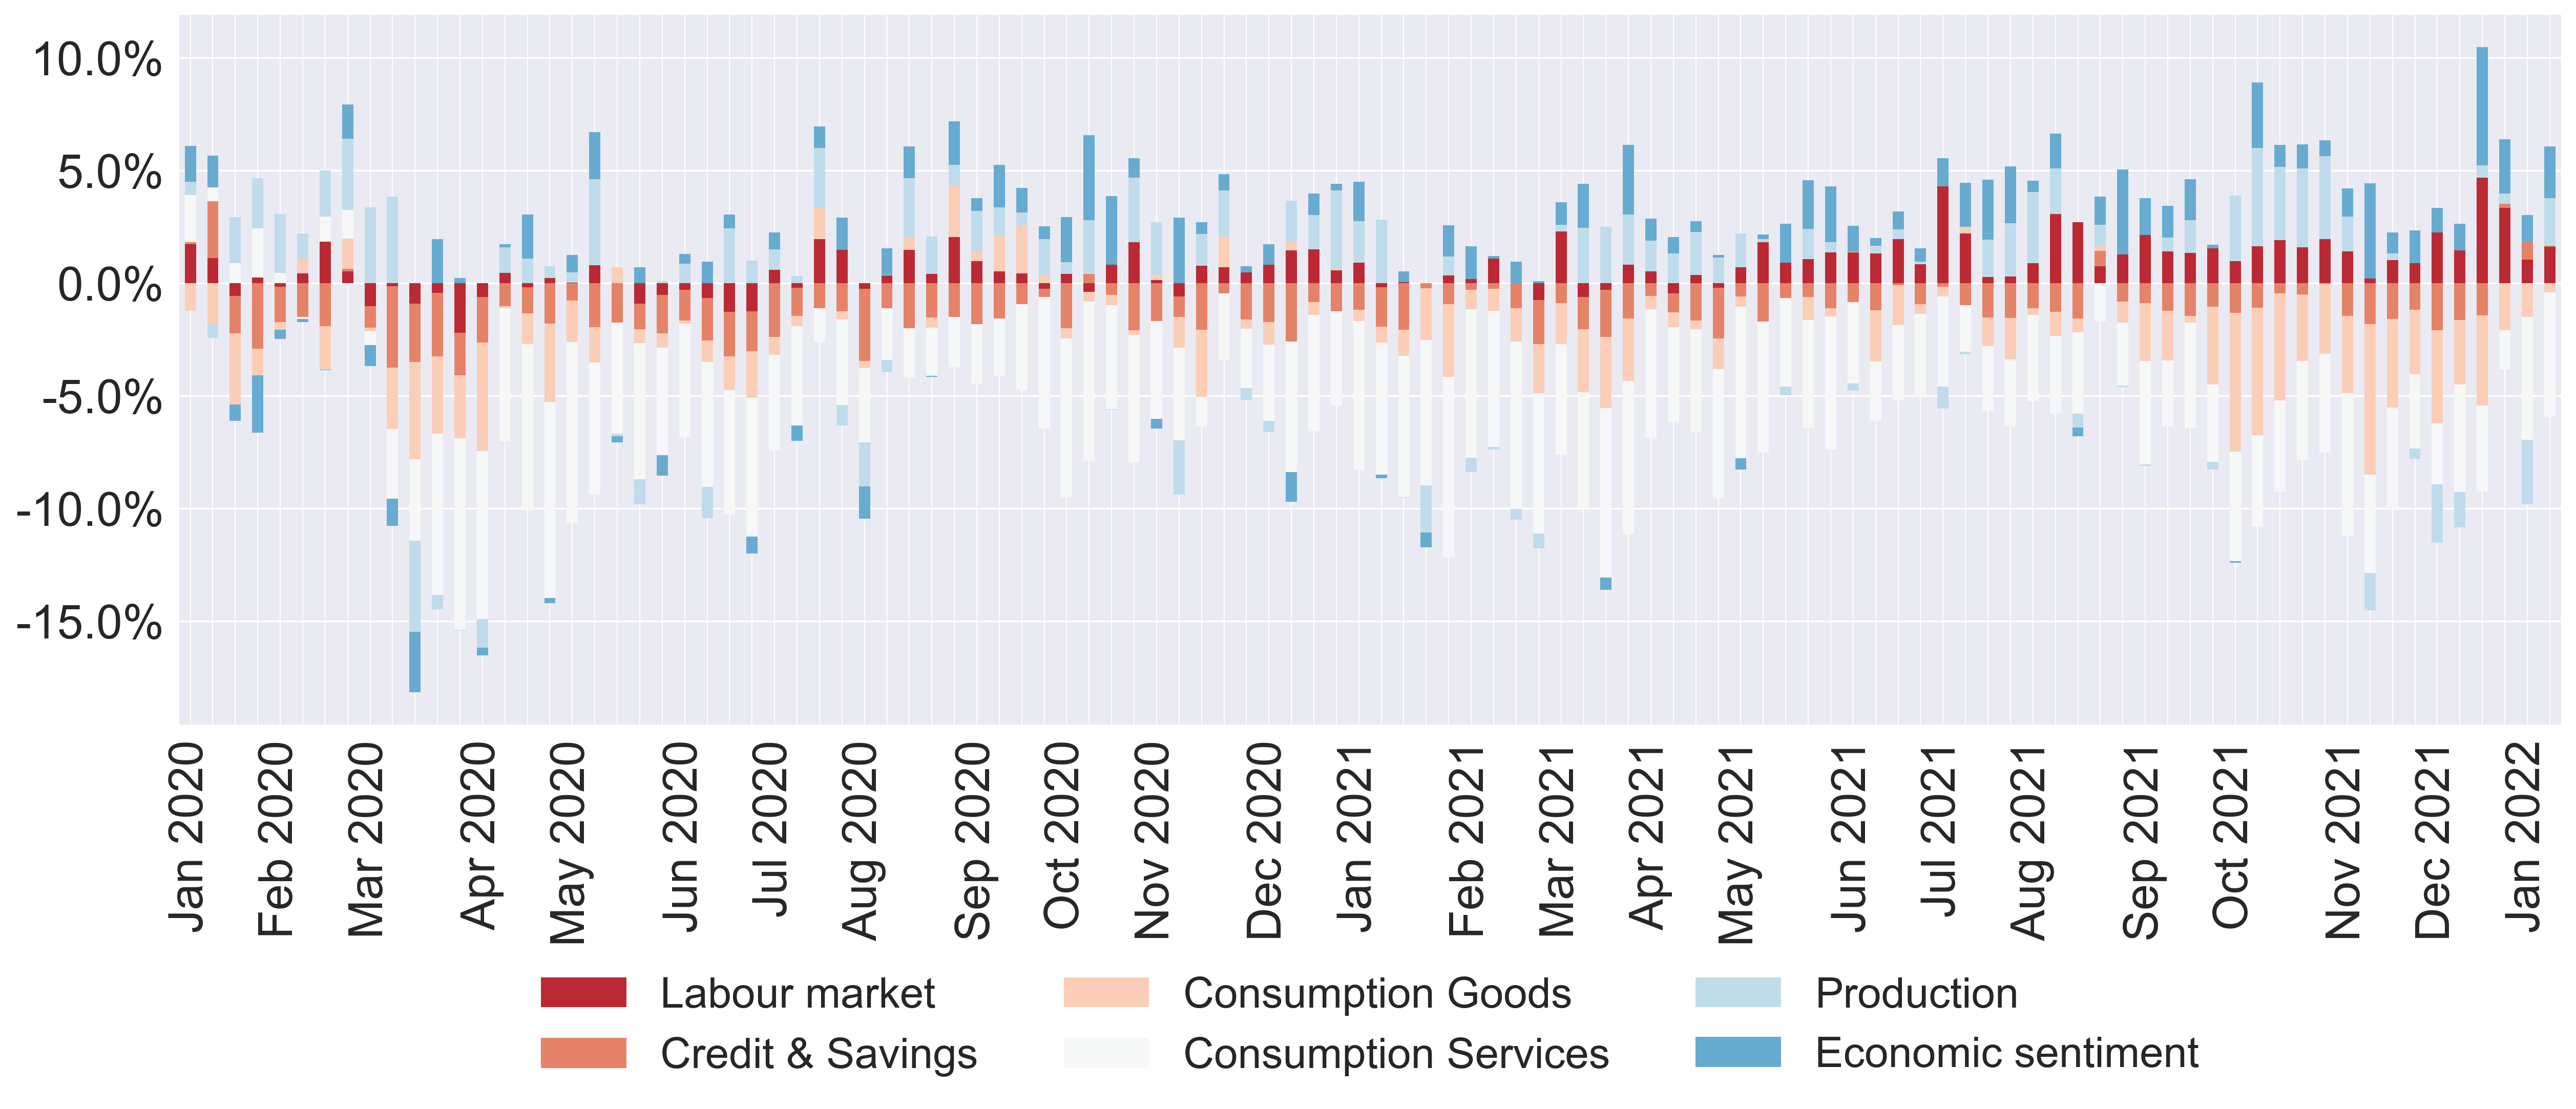 10.0%
5.0%
0.0%
-5.0%
-10.0%
-15.0%
Jan 2020
Feb 2020
Mar 2020
Apr 2020
May 2020
Jun 2020
Jul 2020
Aug 2020
Sep 2020
Oct 2020
Nov 2020
Dec 2020
Jan 2021
Feb 2021
Mar 2021
Apr 2021
May 2021
Jun 2021
Jul 2021
Aug 2021
Sep 2021
Oct 2021
Nov 2021
Dec 2021
Jan 2022
Labour market
Consumption Goods
Production
Credit & Savings
Consumption Services
Economic sentiment